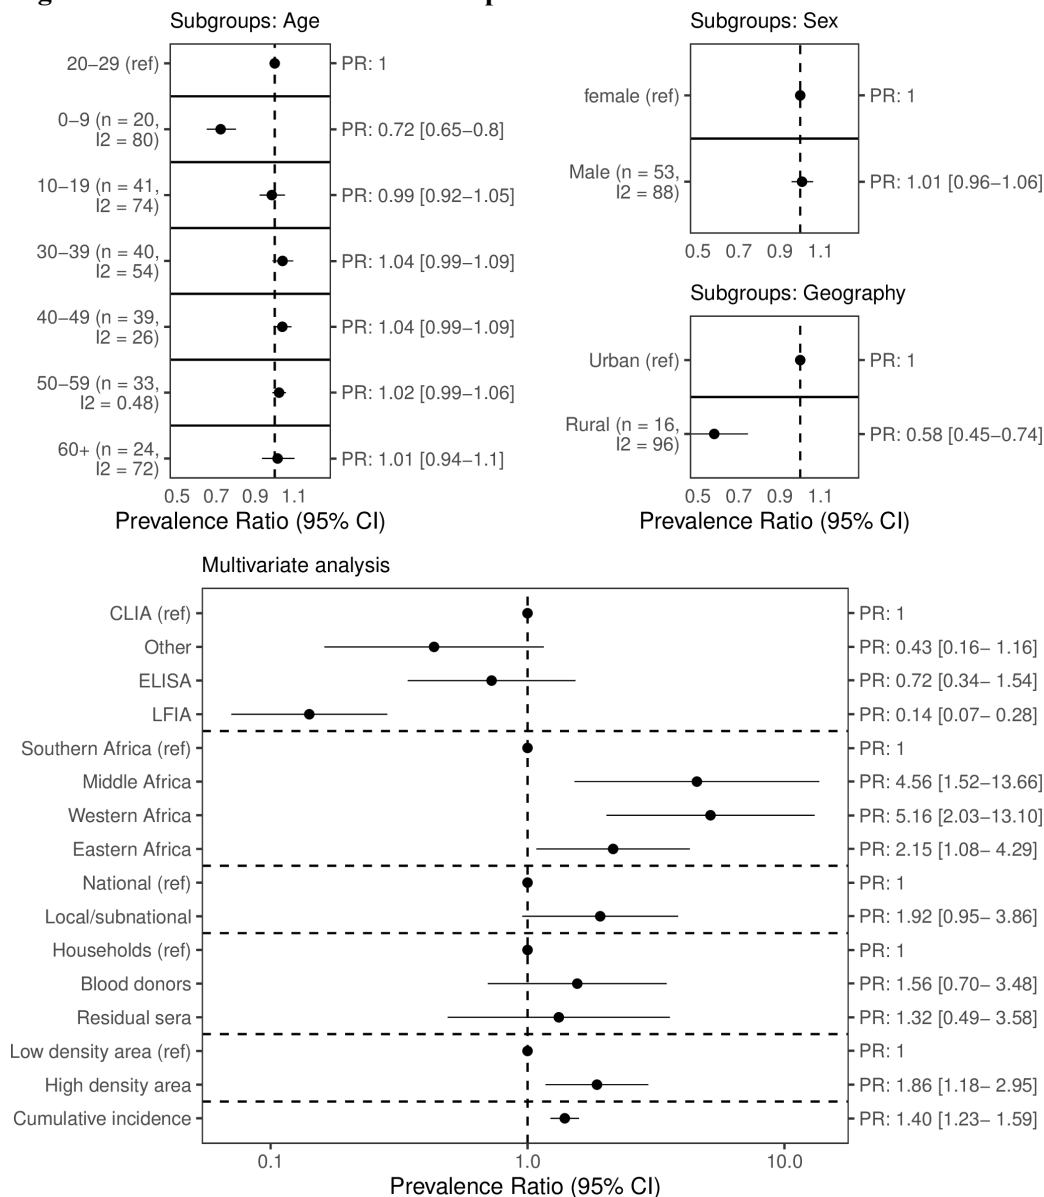 Subgroups: Age
20–29 (ref)
PR: 1
0–9 (n = 20,
I2 = 80)
PR: 0.72 [0.65–0.8]
10–19 (n = 41,
I2 = 74)
PR: 0.99 [0.92–1.05]
30–39 (n = 40,
I2 = 54)
PR: 1.04 [0.99–1.09]
40–49 (n = 39,
I2 = 26)
PR: 1.04 [0.99–1.09]
50–59 (n = 33,
I2 = 0.48)
PR: 1.02 [0.99–1.06]
60+ (n = 24,
I2 = 72)
PR: 1.01 [0.94–1.1]
0.5 0.7 0.9 1.1
Prevalence Ratio (95% CI)
Subgroups: Sex
female (ref)
PR: 1
Male (n = 53,
I2 = 88)
PR: 1.01 [0.96–1.06]
0.5 0.7 0.9 1.1
Subgroups: Geography
Urban (ref)
PR: 1
Rural (n = 16,
I2 = 96)
PR: 0.58 [0.45–0.74]
0.5 0.7 0.9 1.1
Prevalence Ratio (95% CI)
Multivariate analysis
CLIA (ref) PR: 1
Other PR: 0.43 [0.16– 1.16]
ELISA PR: 0.72 [0.34– 1.54]
LFIA PR: 0.14 [0.07– 0.28]
Southern Africa (ref) PR: 1
Middle Africa PR: 4.56 [1.52–13.66]
Western Africa PR: 5.16 [2.03–13.10]
Eastern Africa PR: 2.15 [1.08– 4.29]
National (ref) PR: 1
Local/subnational PR: 1.92 [0.95– 3.86]
Households (ref) PR: 1
Blood donors PR: 1.56 [0.70– 3.48]
Residual sera PR: 1.32 [0.49– 3.58]
Low density area (ref) PR: 1
High density area PR: 1.86 [1.18– 2.95]
Cumulative incidence PR: 1.40 [1.23– 1.59]
0.1 1.0 10.0
Prevalence Ratio (95% CI)